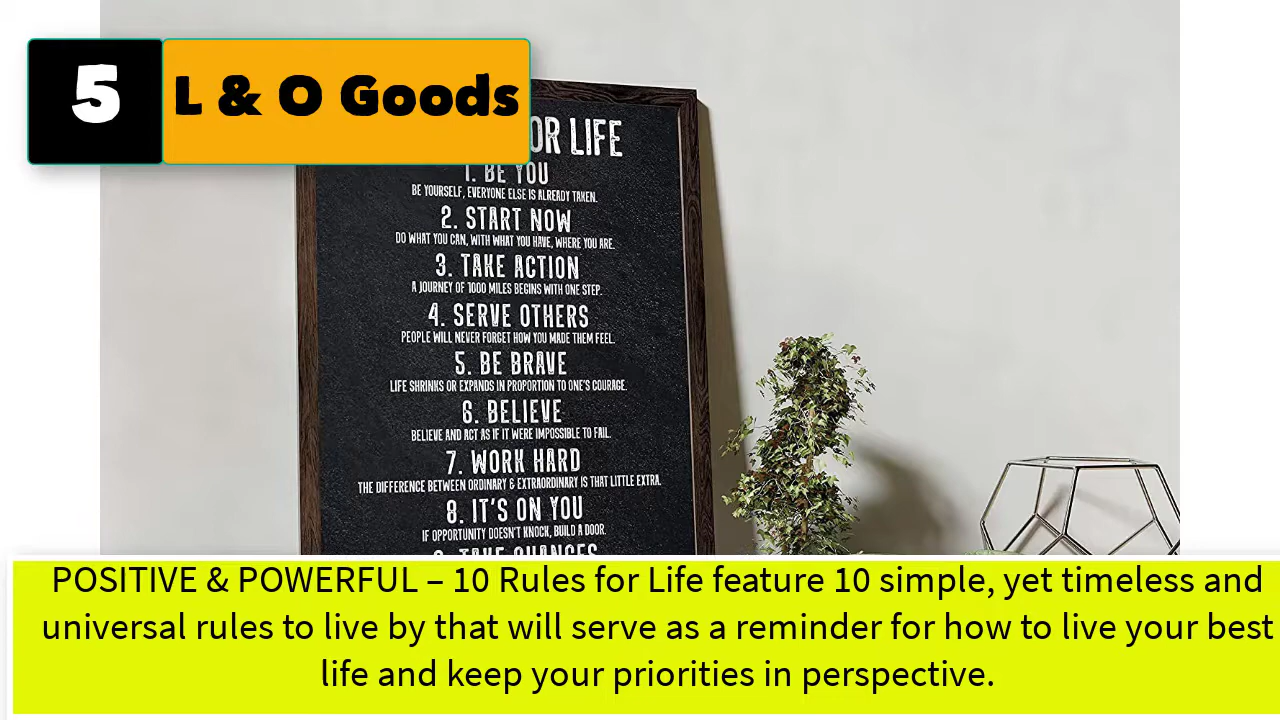 5
L & O Goods
OR LIFE
1. BE YOU
BE YOURSELF, EVERYONE ELSE IS ALREADY TAKEN.
2. START NOW
DO WHAT YOU CAN, WITH WHAT YOU HAVE, WHERE YOU ARE.
3. TAKE ACTION
A JOURNEY OF 1000 MILES BEGINS WITH ONE STEP.
4. SERVE OTHERS
PEOPLE WILL NEVER FORGET HOW YOU MADE THEM FEEL.
5. BE BRAVE
LIFE SHRINKS OR EXPANDS IN PROPORTION TO ONE'S COURAGE.
6. BELIEVE
BELIEVE AND ACT AS IF IT WERE IMPOSSIBLE TO FAIL.
7. WORK HARD
THE DIFFERENCE BETWEEN ORDINARY & EXTRAORDINARY IS THAT LITTLE EXTRA.
8. IT'S ON YOU
IF OPPORTUNITY DOESN'T KNOCK, BUILD A DOOR.
9. TAKE CHANCES
POSITIVE & POWERFUL – 10 Rules for Life feature 10 simple, yet timeless and
universal rules to live by that will serve as a reminder for how to live your best
life and keep your priorities in perspective.